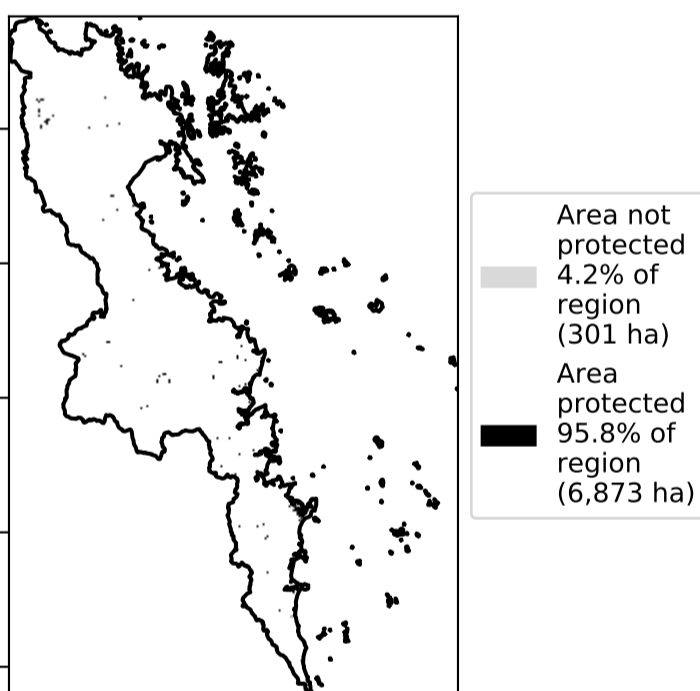 Area not
protected
4.2% of
region
(301 ha)
Area
protected
95.8% of
region
(6,873 ha)